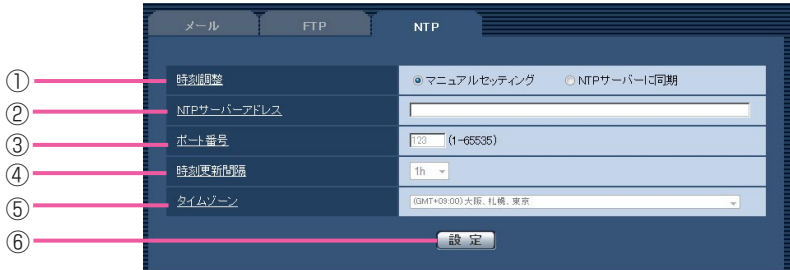 メール FTP NTP
① 時刻調整 マニュアルセッティング NTPサーバーに同期
② NTPサーバーアドレス
③ ポート番号 123 (1-65535)
④ 時刻更新間隔 1h
⑤ タイムゾーン (GMT+09:00) 大阪、札幌、東京
⑥ 設定